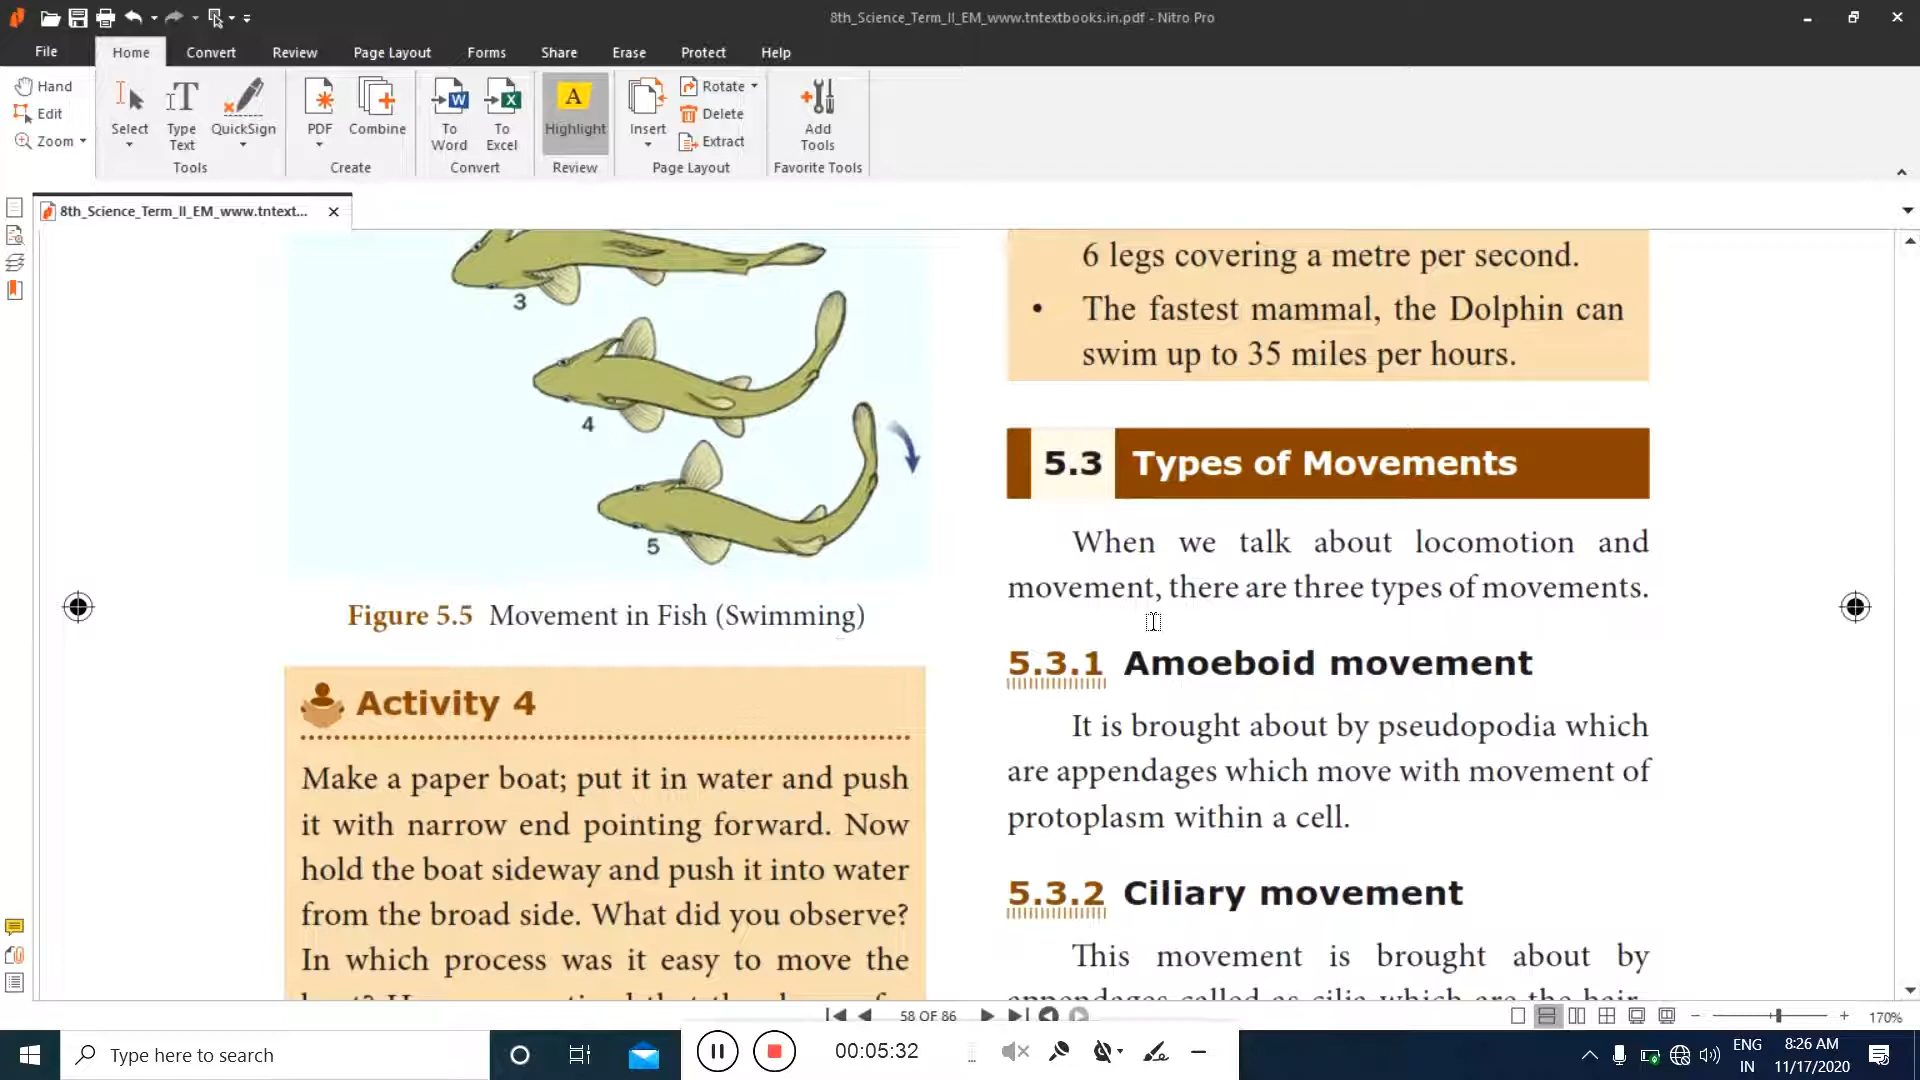 8th_Science_Term_II_EM_www.tntextbooks.in.pdf - Nitro Pro
File Home Convert Review Page Layout Forms Share Erase Protect Help
Hand
Edit
Zoom
Select
Type Text
QuickSign
Tools
PDF
Combine
Create
To Word
To Excel
Convert
A
Highlight
Review
Insert
Rotate
Delete
Extract
Page Layout
Add Tools
Favorite Tools
8th_Science_Term_II_EM_www.tntext...
3
4
5
Figure 5.5 Movement in Fish (Swimming)
Activity 4
Make a paper boat; put it in water and push
it with narrow end pointing forward. Now
hold the boat sideway and push it into water
from the broad side. What did you observe?
In which process was it easy to move the
6 legs covering a metre per second.
• The fastest mammal, the Dolphin can
swim up to 35 miles per hours.
5.3 Types of Movements
When we talk about locomotion and
movement, there are three types of movements.
5.3.1 Amoeboid movement
It is brought about by pseudopodia which
are appendages which move with movement of
protoplasm within a cell.
5.3.2 Ciliary movement
This movement is brought about by
appendages called as cilia which are the hair-
58 OF 86
170%
Type here to search
00:05:32
ENG
IN
8:26 AM
11/17/2020